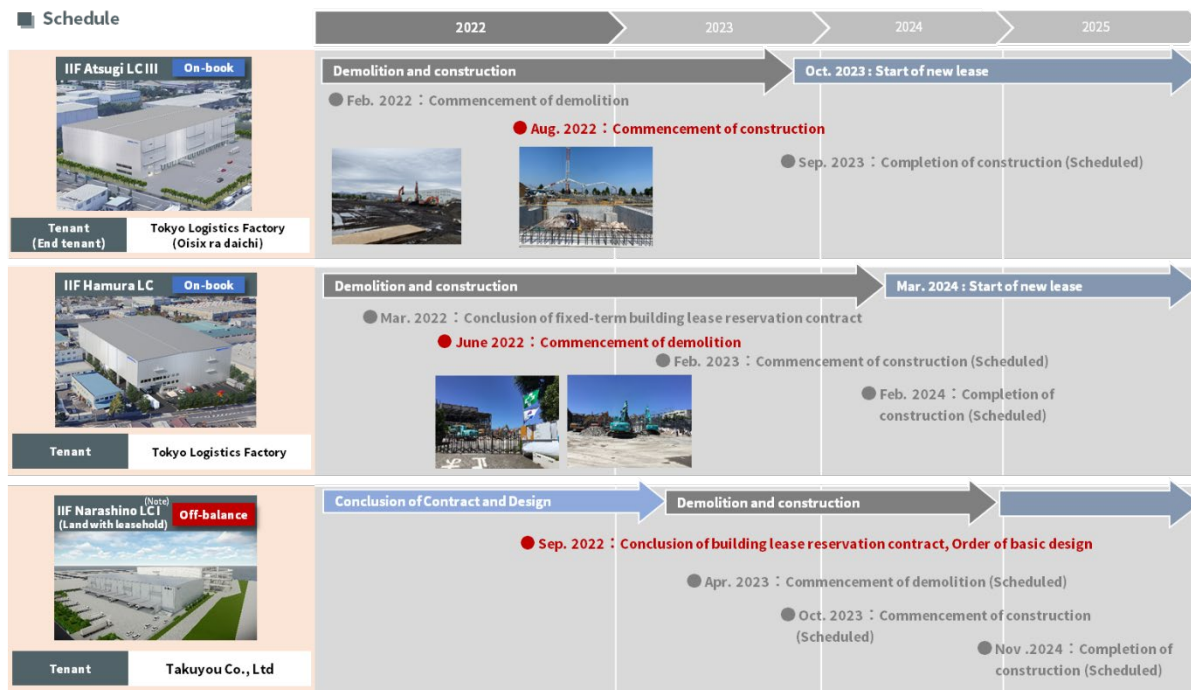 Schedule
2022
2023
2024
2025
IIF Atsugi LC III
On-book
Tenant
(End tenant)
Tokyo Logistics Factory
(Oisix ra daichi)
Demolition and construction
Oct. 2023 : Start of new lease
Feb. 2022：Commencement of demolition
Aug. 2022：Commencement of construction
Sep. 2023：Completion of construction (Scheduled)
IIF Hamura LC
On-book
Tenant
Tokyo Logistics Factory
Demolition and construction
Mar. 2024 : Start of new lease
Mar. 2022：Conclusion of fixed-term building lease reservation contract
June 2022：Commencement of demolition
Feb. 2023：Commencement of construction (Scheduled)
Feb. 2024：Completion of
construction (Scheduled)
IIF Narashino LC I (Note)
(Land with leasehold)
Off-balance
Tenant
Takuyou Co., Ltd
Conclusion of Contract and Design
Demolition and construction
Sep. 2022：Conclusion of building lease reservation contract, Order of basic design
Apr. 2023：Commencement of demolition (Scheduled)
Oct. 2023：Commencement of construction
(Scheduled)
Nov .2024：Completion of
construction (Scheduled)